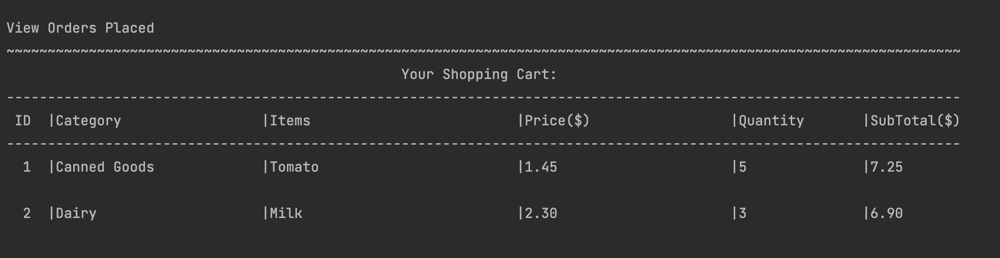 View Orders Placed
~~~~~~~~~~~~~~~~~~~~~~~~~~~~~~~~~~~~~~~~~~~~~~~~~~~~~~~~~~~~~~~~~~~~~~~~~~~~~~~~~~~~~~~~~~~~~~~~~~~~~~~~~~~~~~~~~~~~
Your Shopping Cart:
--------------------------------------------------------------------------------------------------------------------
ID |Category |Items |Price($) |Quantity |SubTotal($)
--------------------------------------------------------------------------------------------------------------------
1 |Canned Goods |Tomato |1.45 |5 |7.25
2 |Dairy |Milk |2.30 |3 |6.90